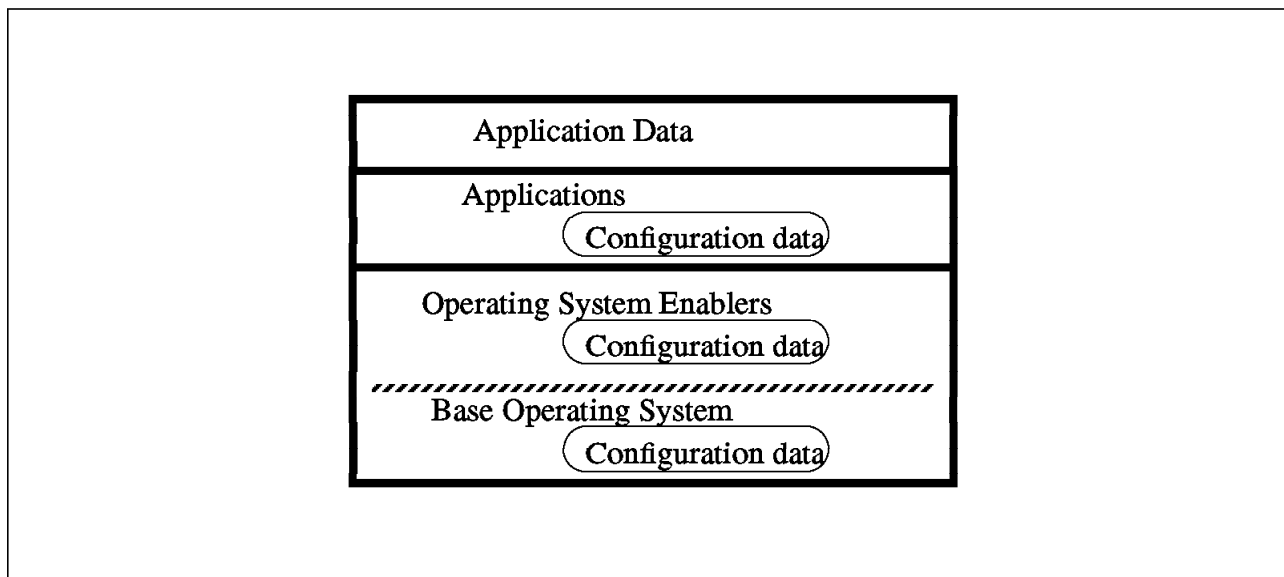 Application Data
Applications
Configuration data
Operating System Enablers
Configuration data
Base Operating System
Configuration data